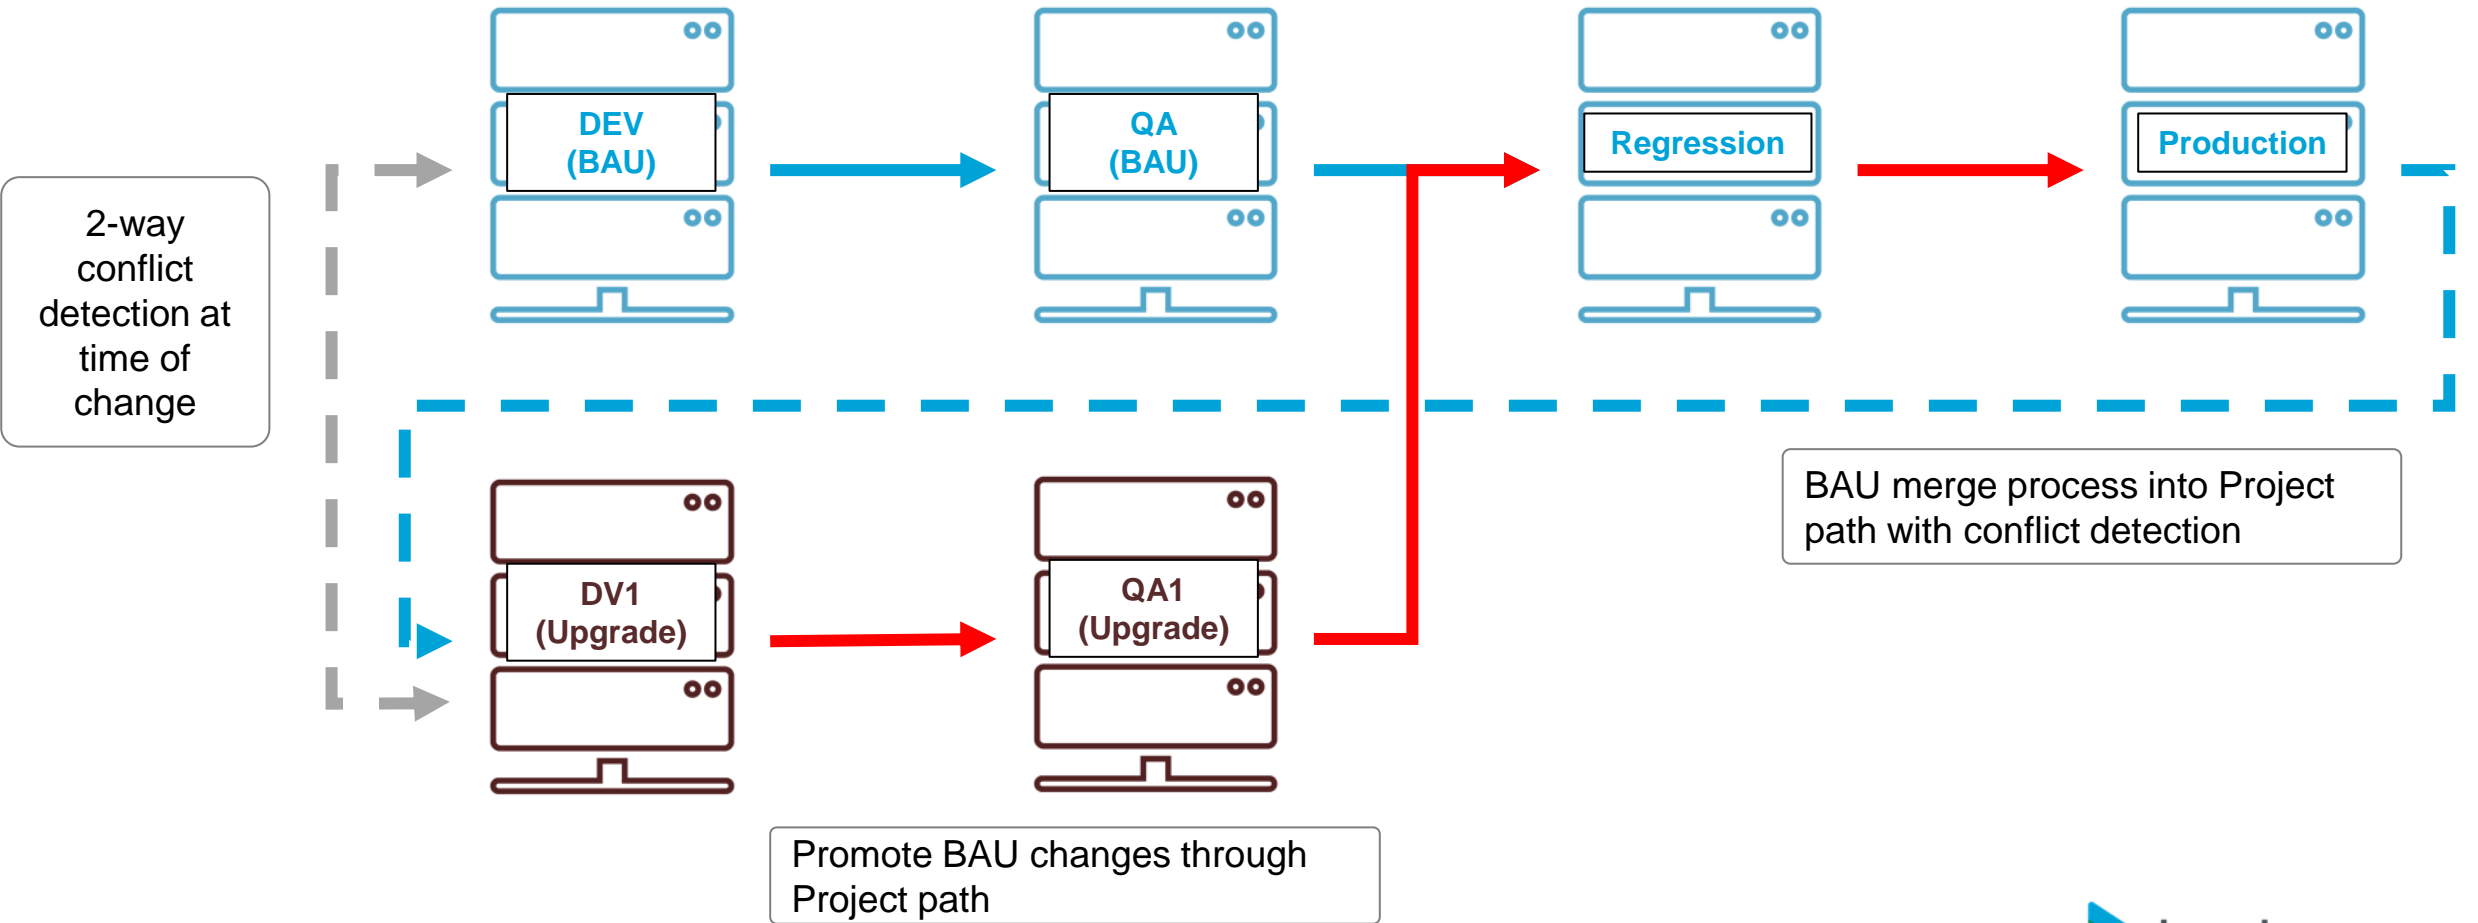 DEV
(BAU)
QA
(BAU)
Regression
Production
2-way
conflict
detection at
time of
change
BAU merge process into Project
path with conflict detection
DV1
(Upgrade)
QA1
(Upgrade)
Promote BAU changes through
Project path